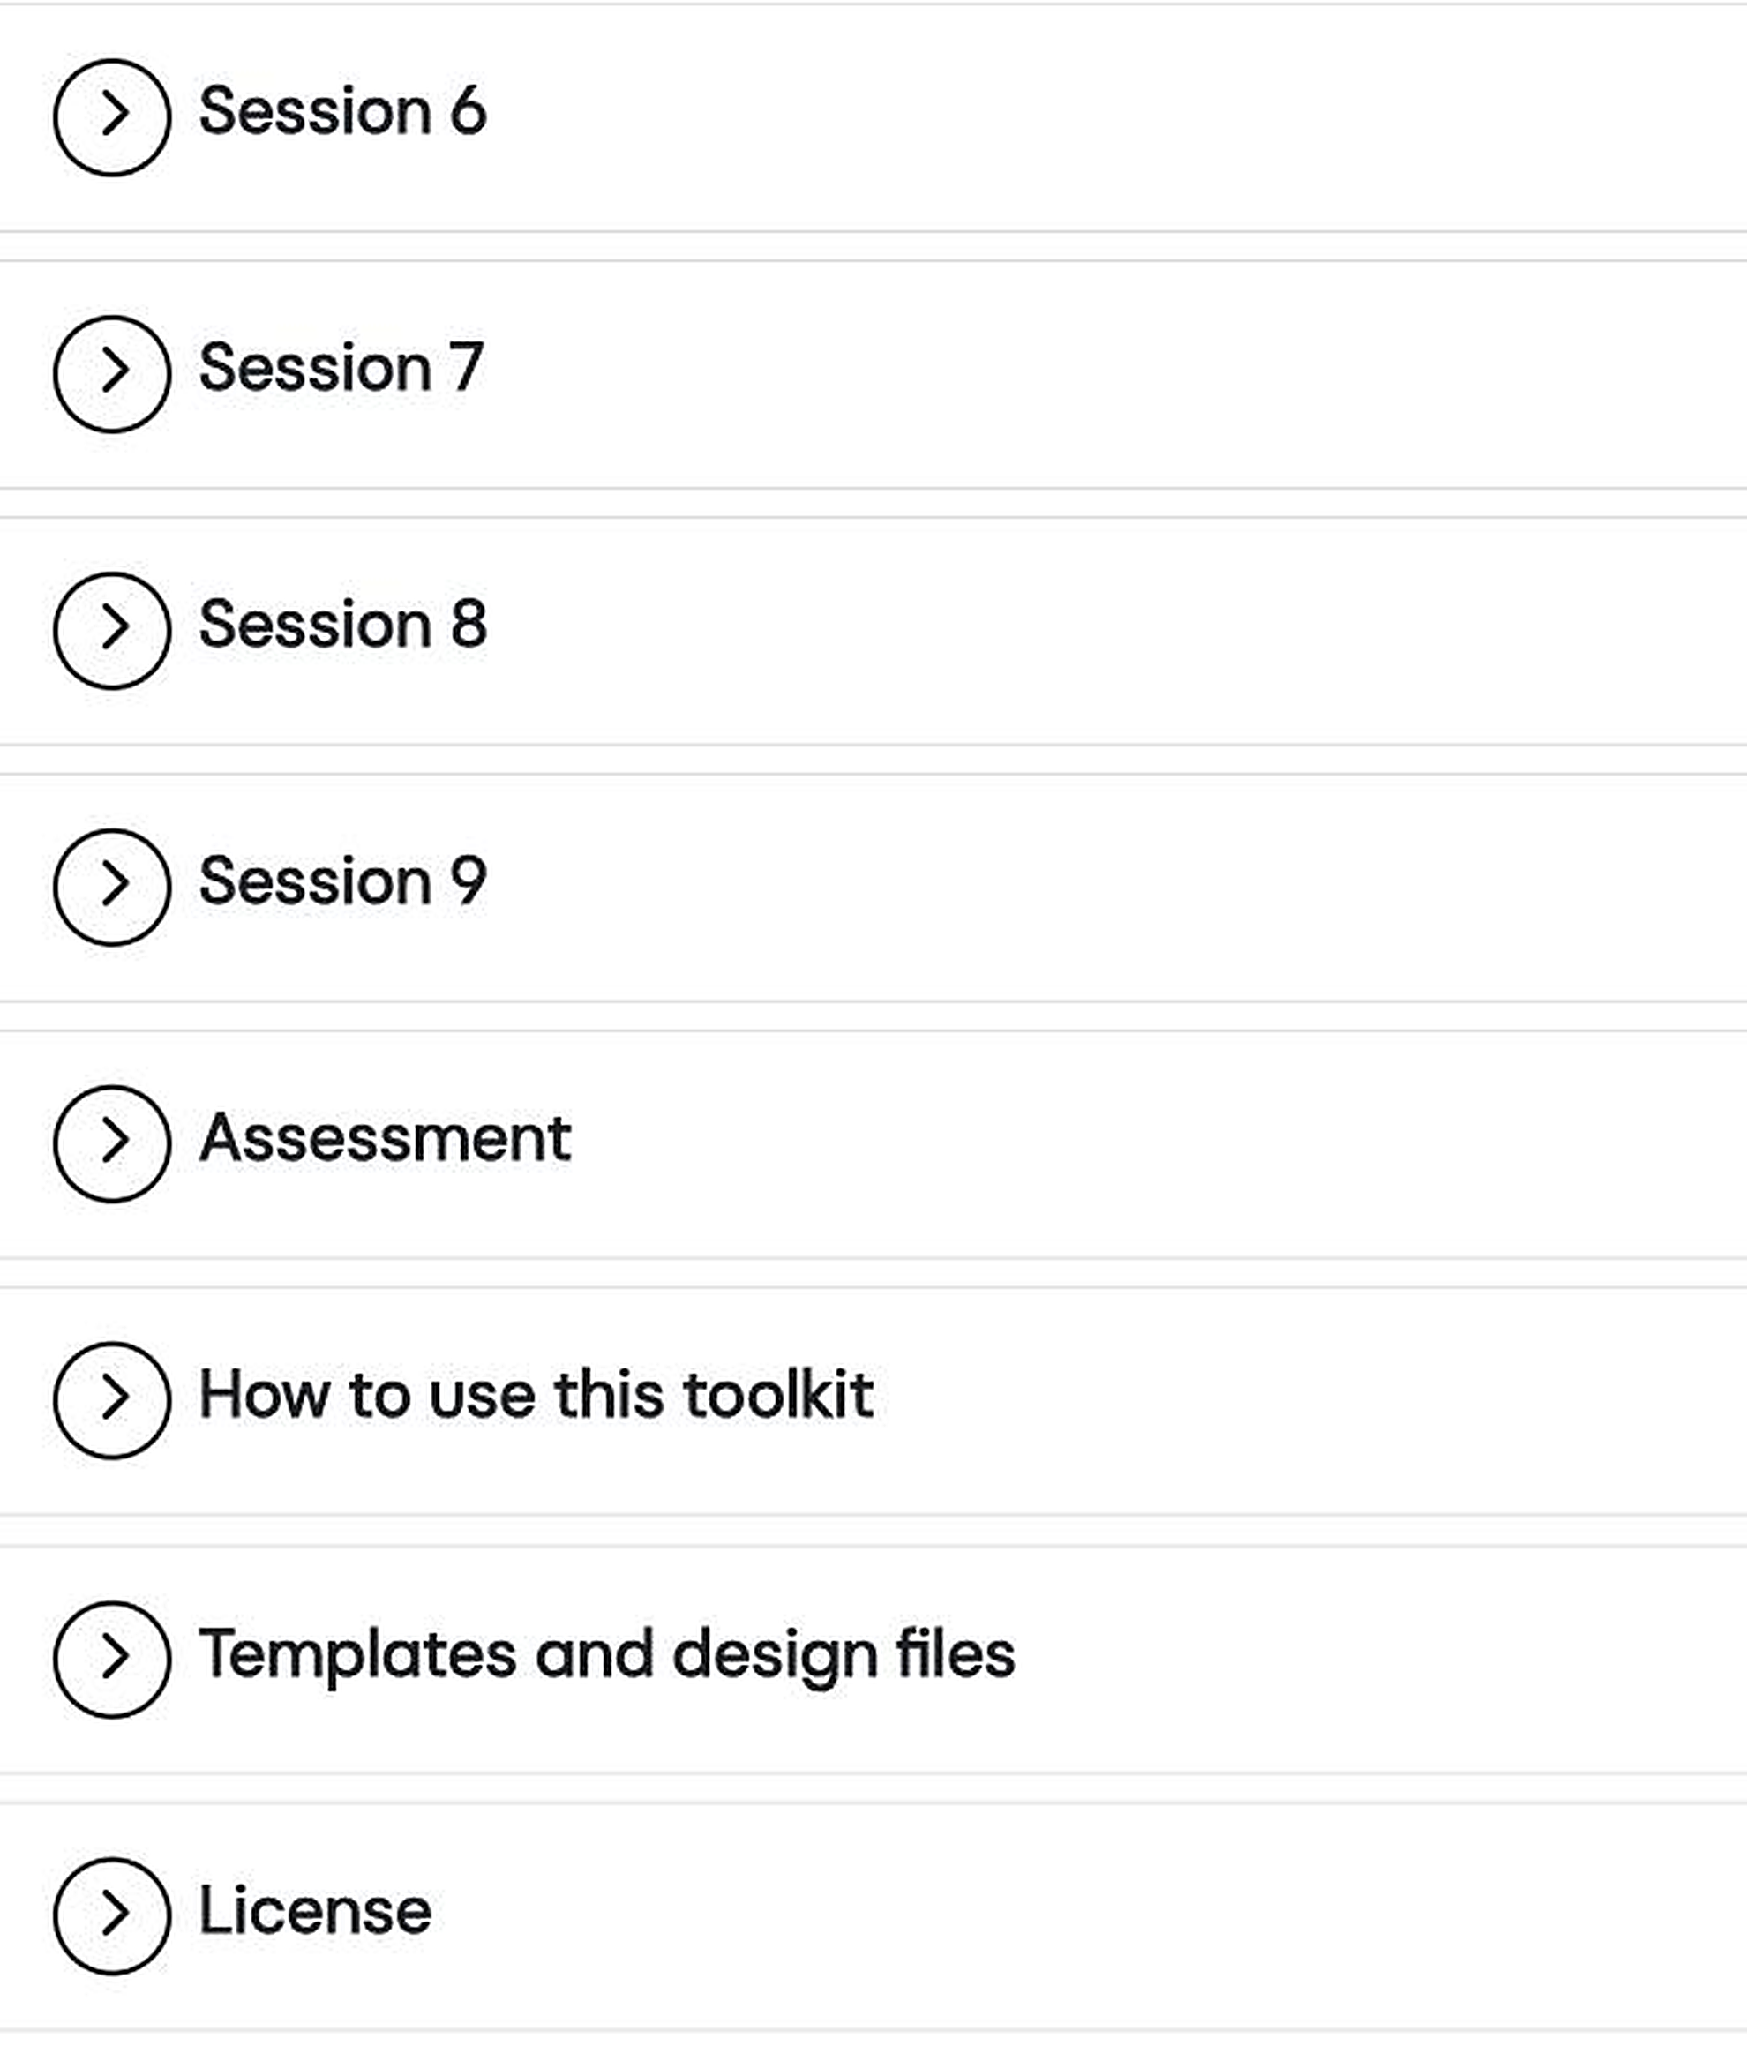 Session 6
Session 7
Session 8
Session 9
Assessment
How to use this toolkit
Templates and design files
License